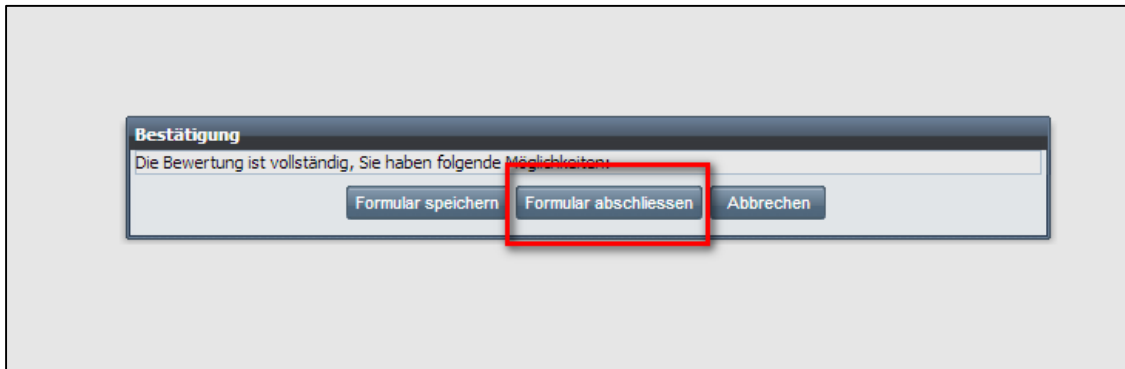 Bestätigung
Die Bewertung ist vollständig, Sie haben folgende Möglichkeiten:
Formular speichern Formular abschliessen Abbrechen